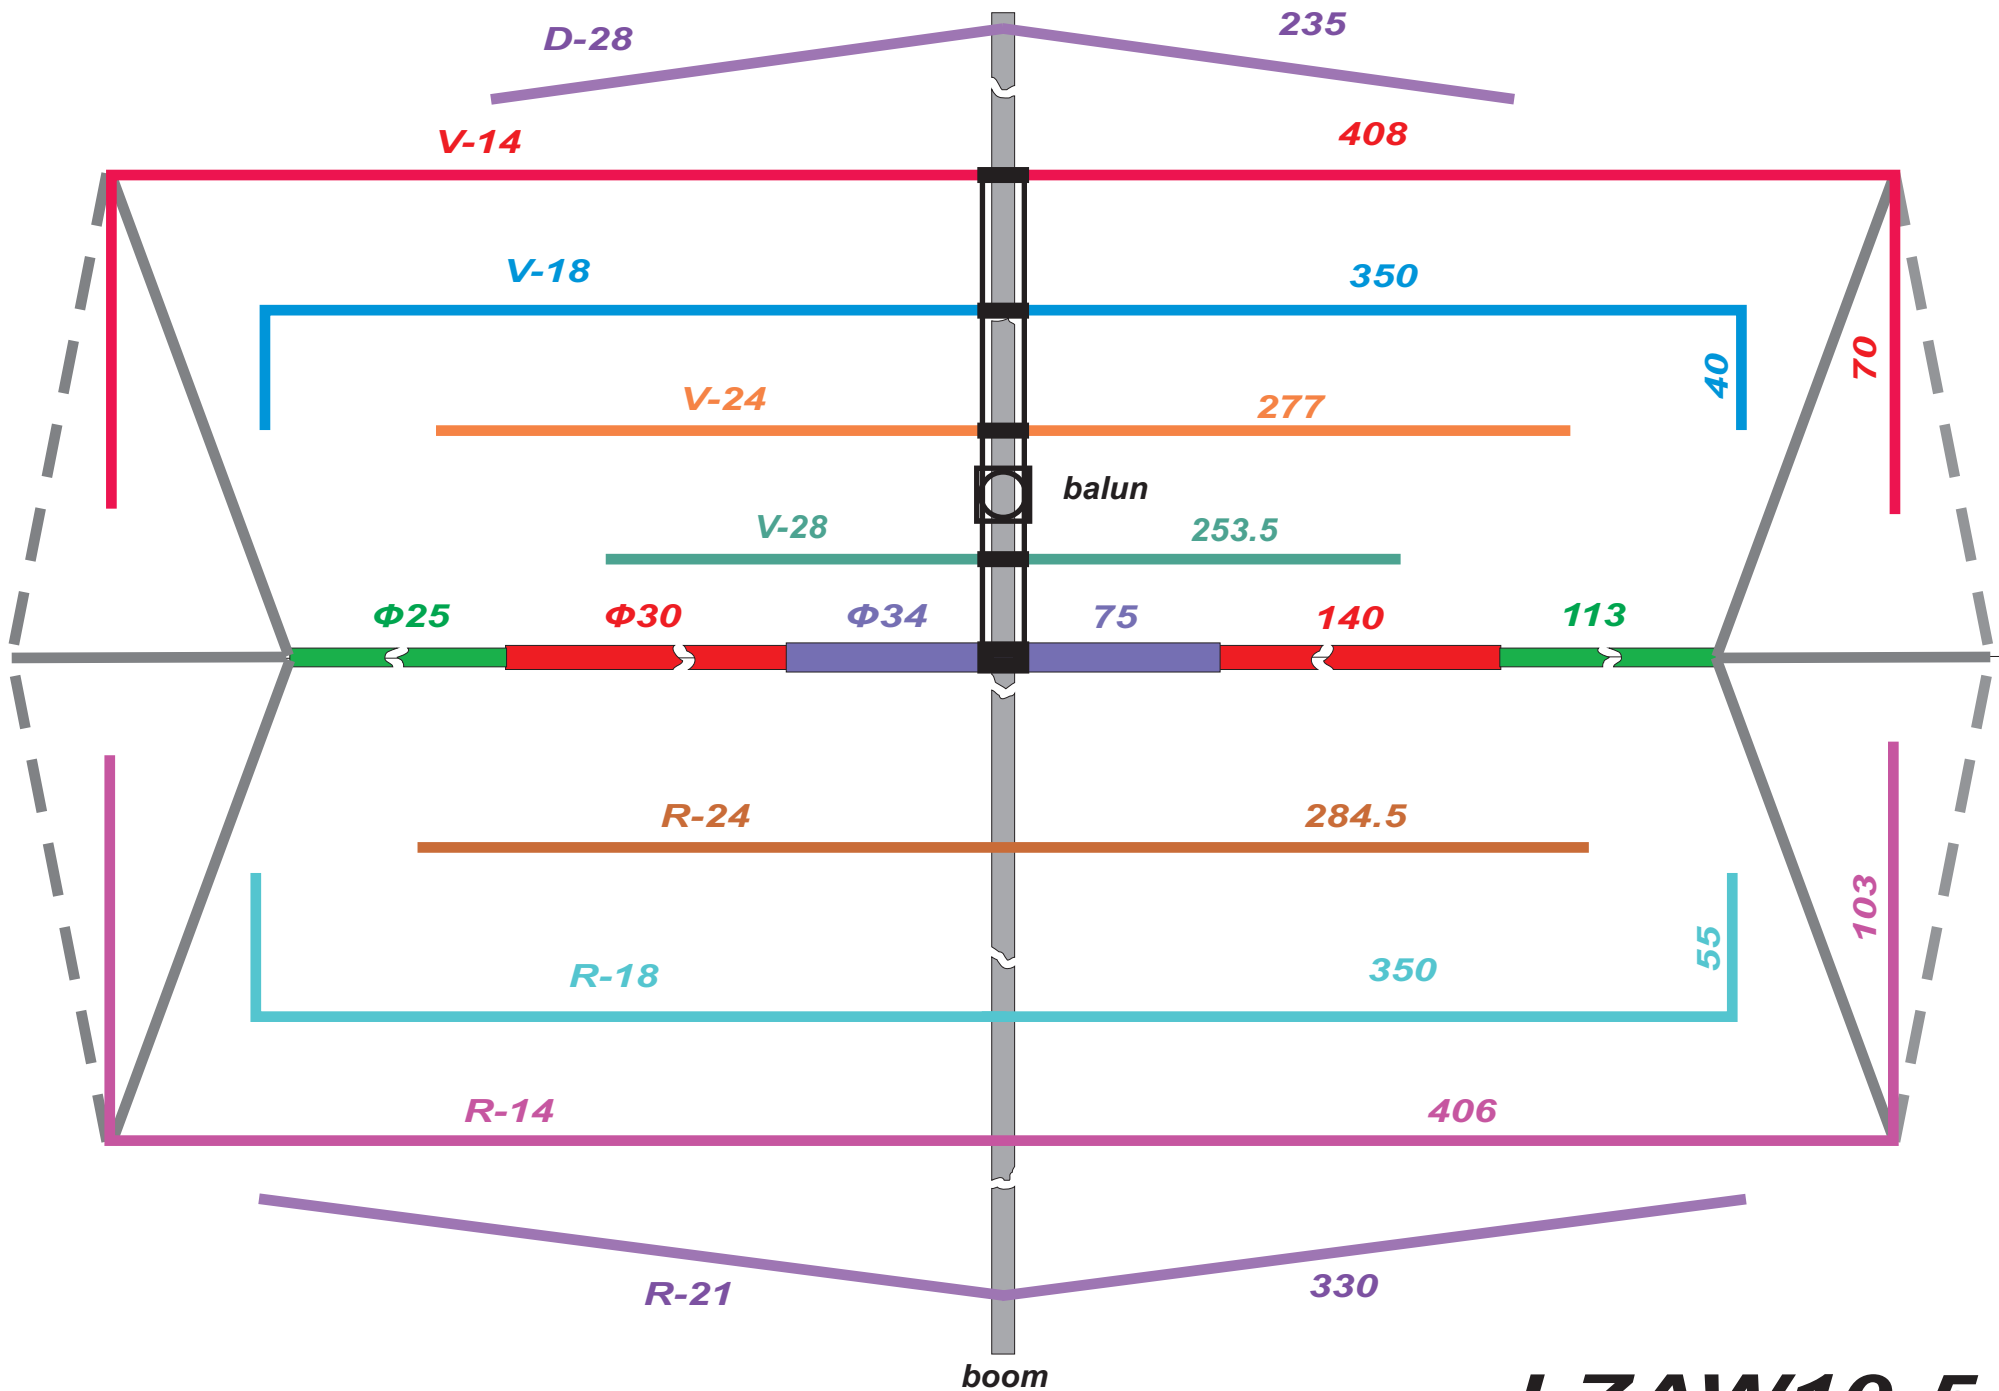 D-28 235
V-14 408
V-18 350
70
40
V-24 277
balun
V-28 253.5
Φ25 Φ30 Φ34 75 140 113
R-24 284.5
103
55
R-18 350
R-14 406
R-21 330
boom